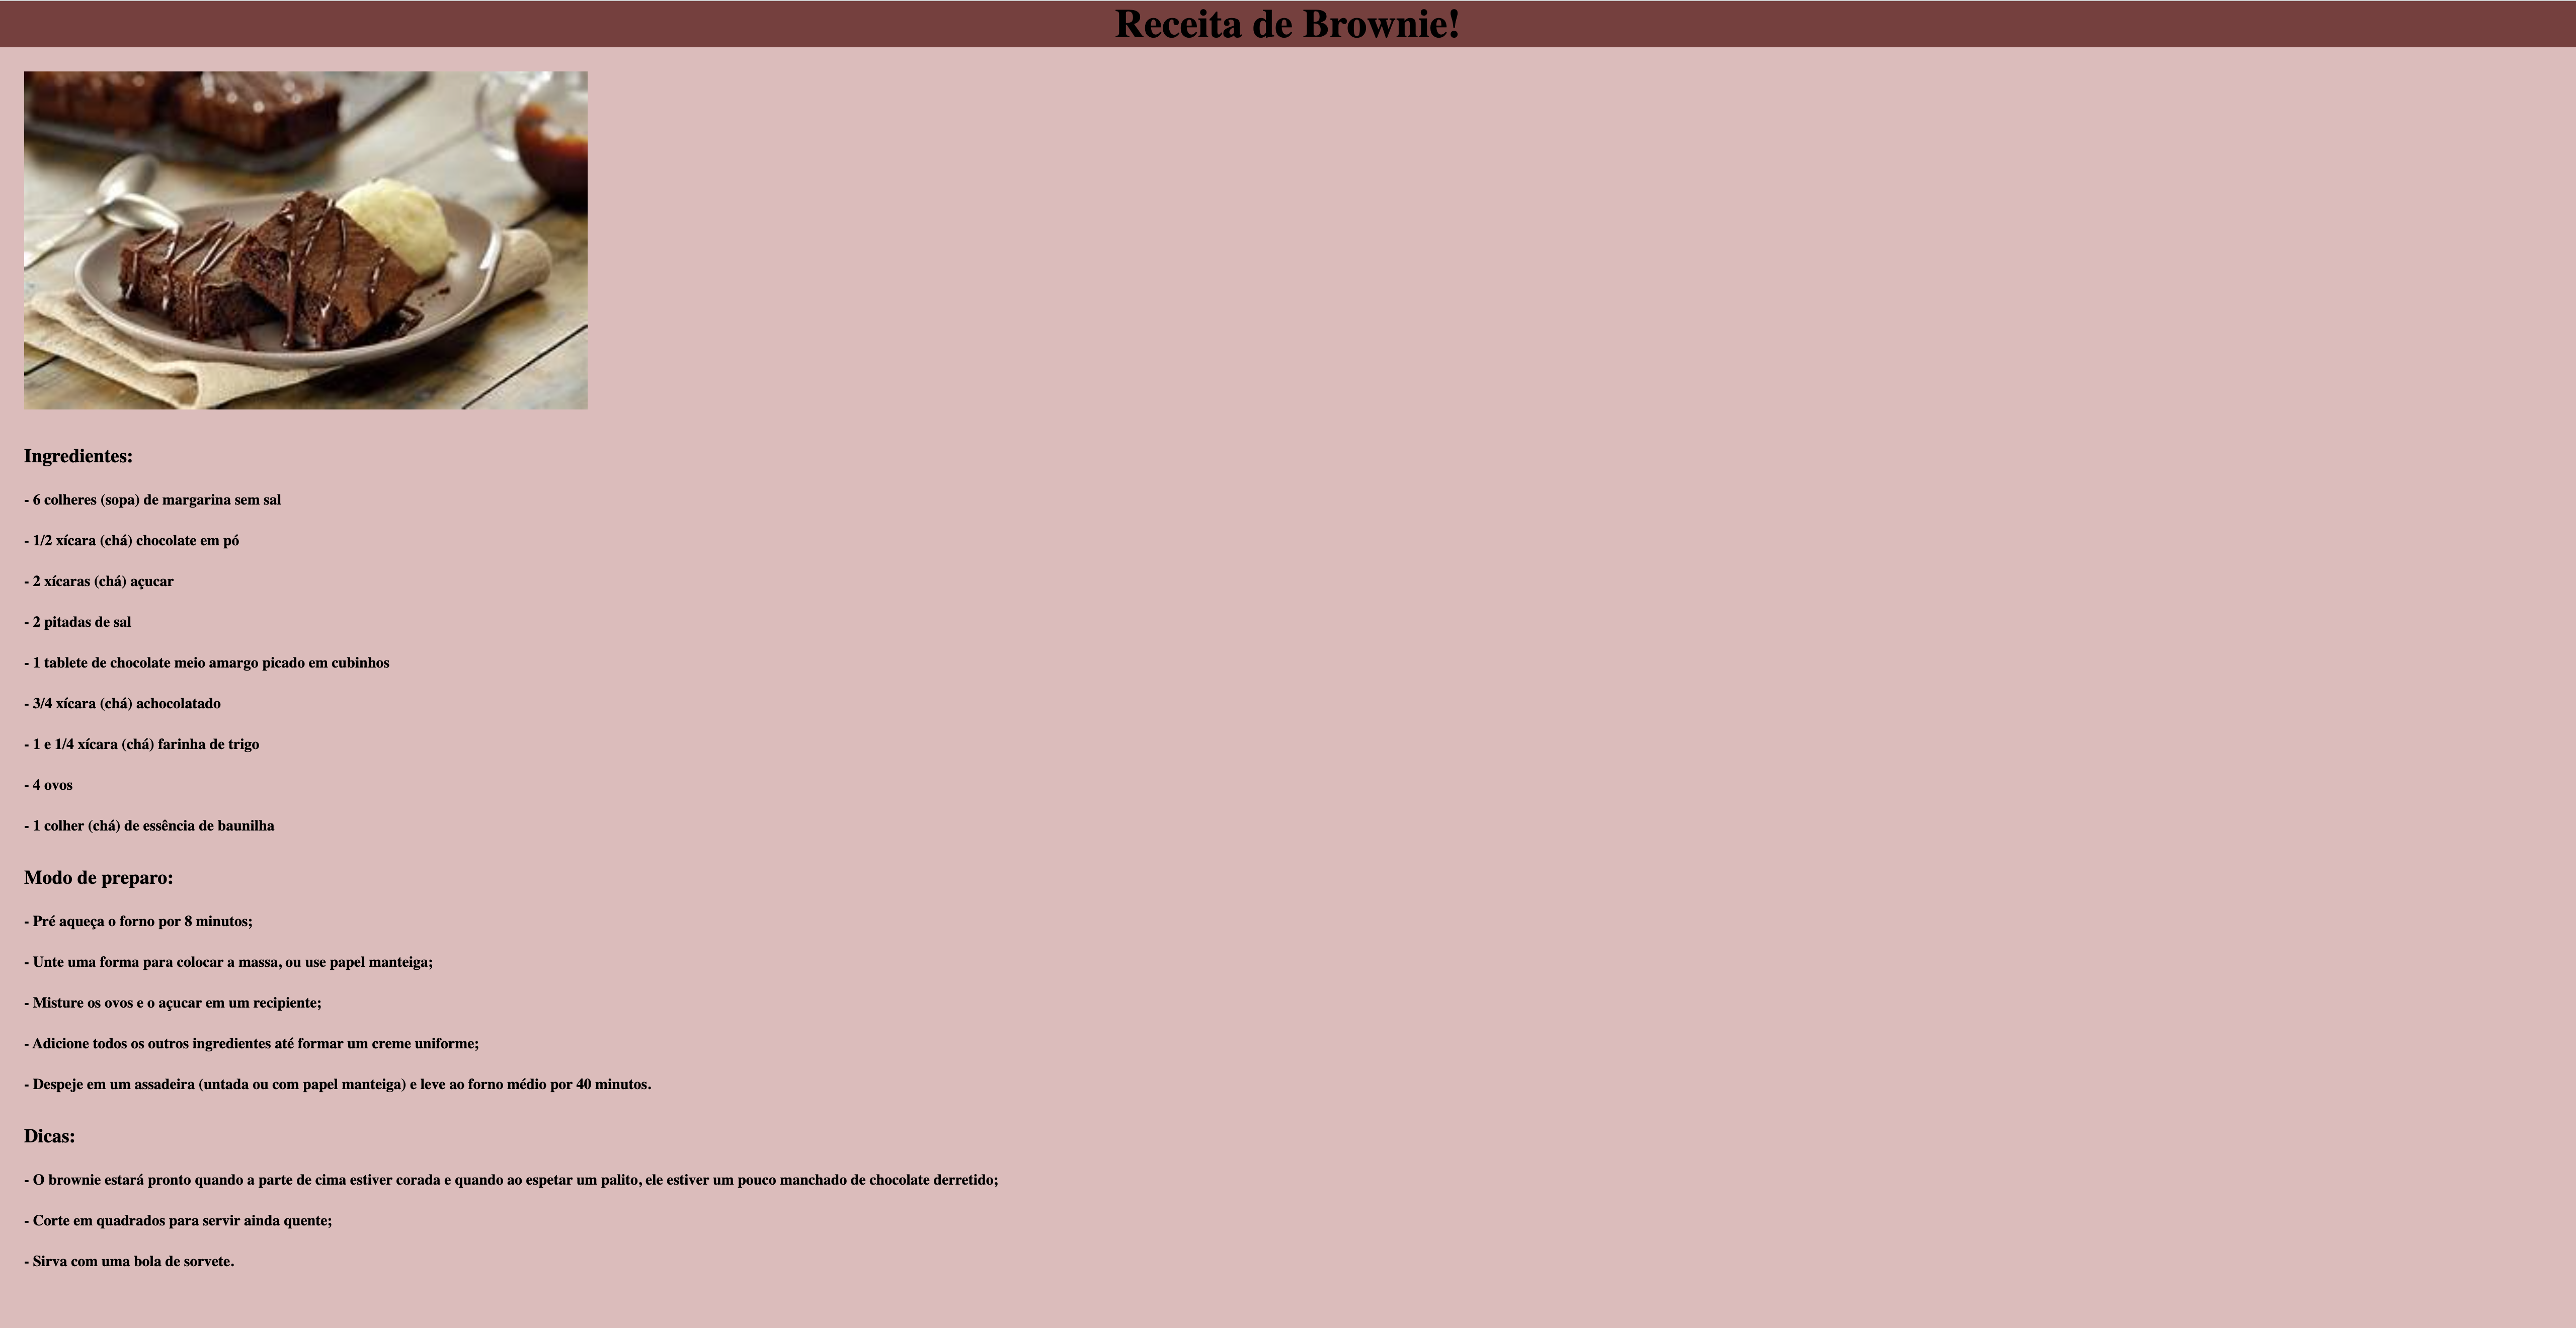 Receita de Brownie!
Ingredientes:
- 6 colheres (sopa) de margarina sem sal
- 1/2 xícara (chá) chocolate em pó
- 2 xícaras (chá) açucar
- 2 pitadas de sal
- 1 tablete de chocolate meio amargo picado em cubinhos
- 3/4 xícara (chá) achocolatado
- 1 e 1/4 xícara (chá) farinha de trigo
- 4 ovos
- 1 colher (chá) de essência de baunilha
Modo de preparo:
- Pré aqueça o forno por 8 minutos;
- Unte uma forma para colocar a massa, ou use papel manteiga;
- Misture os ovos e o açucar em um recipiente;
- Adicione todos os outros ingredientes até formar um creme uniforme;
- Despeje em um assadeira (untada ou com papel manteiga) e leve ao forno médio por 40 minutos.
Dicas:
- O brownie estará pronto quando a parte de cima estiver corada e quando ao espetar um palito, ele estiver um pouco manchado de chocolate derretido;
- Corte em quadrados para servir ainda quente;
- Sirva com uma bola de sorvete.